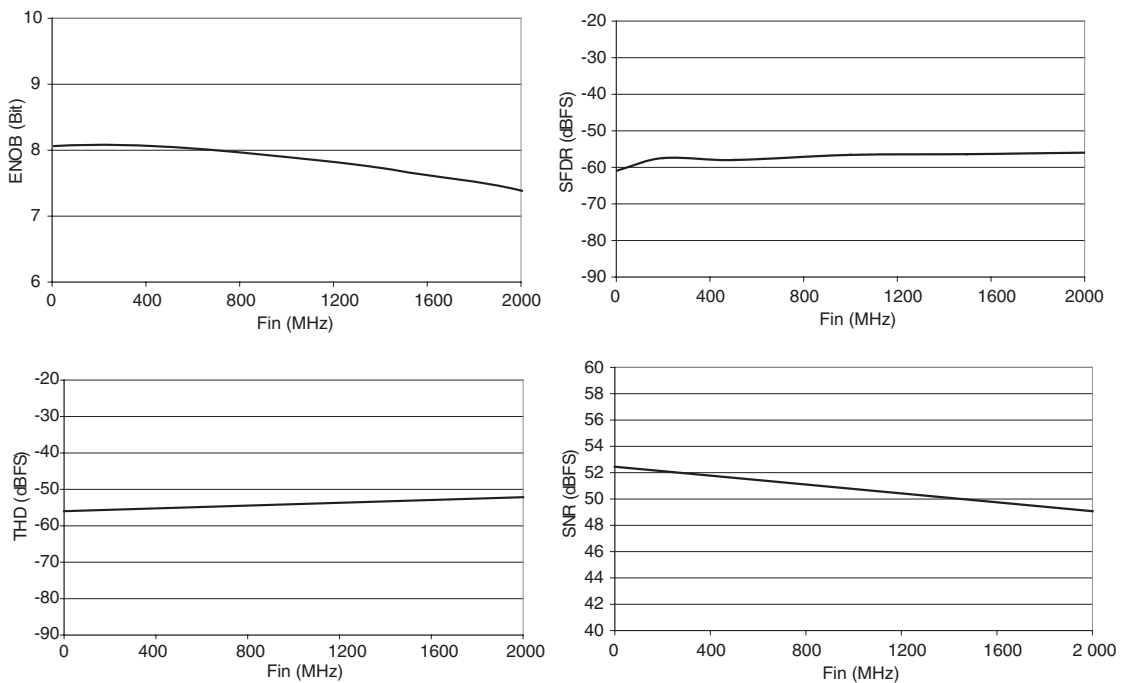 10
9
8
7
6
ENOB (Bit)
0 400 800 1200 1600 2000
Fin (MHz)
-20
-30
-40
-50
-60
-70
-80
-90
SFDR (dBFS)
0 400 800 1200 1600 2000
Fin (MHz)
-20
-30
-40
-50
-60
-70
-80
-90
THD (dBFS)
0 400 800 1200 1600 2000
Fin (MHz)
60
58
56
54
52
50
48
46
44
42
40
SNR (dBFS)
0 400 800 1200 1600 2 000
Fin (MHz)